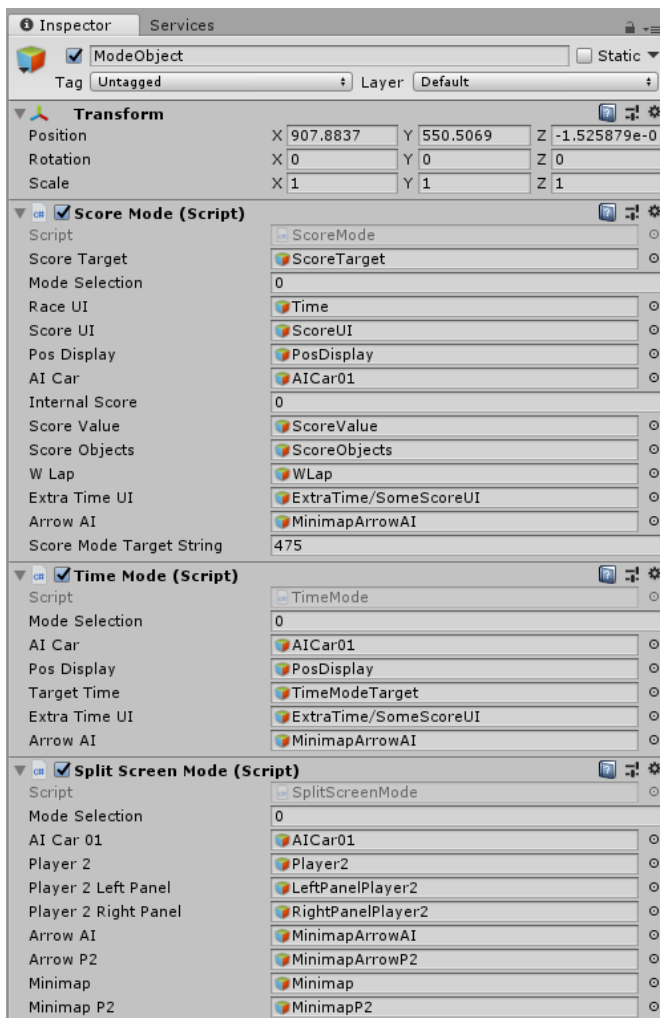 Inspector Services
ModeObject Static
Tag Untagged Layer Default
Transform
Position X 907.8837 Y 550.5069 Z -1.525879e-0
Rotation X 0 Y 0 Z 0
Scale X 1 Y 1 Z 1
Score Mode (Script)
Script ScoreMode
Score Target ScoreTarget
Mode Selection 0
Race UI Time
Score UI ScoreUI
Pos Display PosDisplay
AI Car AICar01
Internal Score 0
Score Value ScoreValue
Score Objects ScoreObjects
W Lap WLap
Extra Time UI ExtraTime/SomeScoreUI
Arrow AI MinimapArrowAI
Score Mode Target String 475
Time Mode (Script)
Script TimeMode
Mode Selection 0
AI Car AICar01
Pos Display PosDisplay
Target Time TimeModeTarget
Extra Time UI ExtraTime/SomeScoreUI
Arrow AI MinimapArrowAI
Split Screen Mode (Script)
Script SplitScreenMode
Mode Selection 0
AI Car 01 AICar01
Player 2 Player2
Player 2 Left Panel LeftPanelPlayer2
Player 2 Right Panel RightPanelPlayer2
Arrow AI MinimapArrowAI
Arrow P2 MinimapArrowP2
Minimap Minimap
Minimap P2 MinimapP2